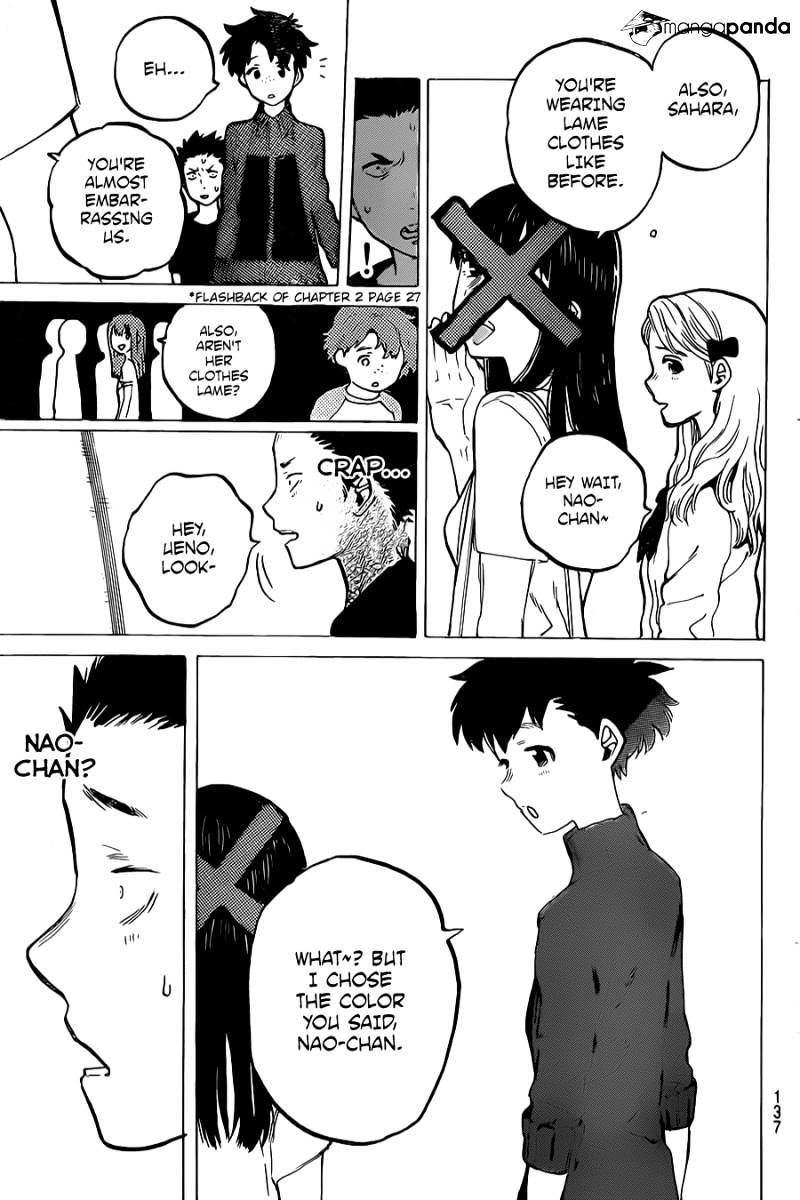 mangapanda
ALSO,
SAHARA,
YOU'RE
WEARING
LAME
CLOTHES
LIKE
BEFORE.
HEY WAIT,
NAO-
CHAN~
!
EH...
YOU'RE
ALMOST
EMBAR-
RASSING
US.
*FLASHBACK OF CHAPTER 2 PAGE 27
ALSO,
AREN'T
HER
CLOTHES
LAME?
CRAP...
HEY,
UENO,
LOOK-
WHAT~? BUT
I CHOSE
THE COLOR
YOU SAID,
NAO-CHAN.
NAO-
CHAN?
137